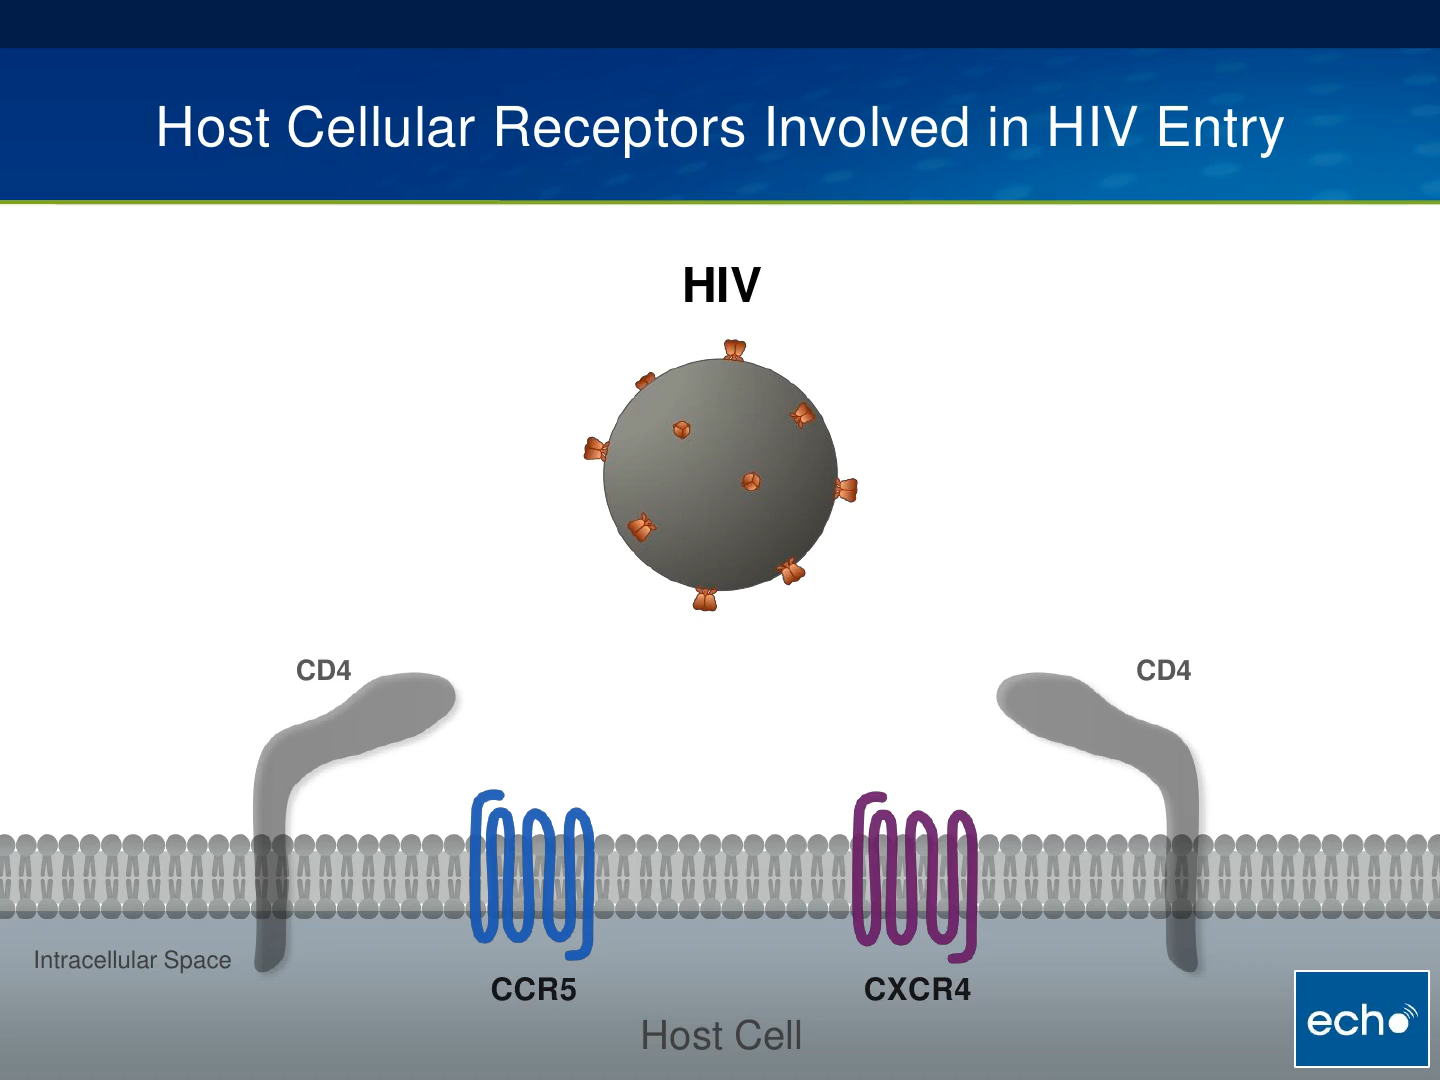 Host Cellular Receptors Involved in HIV Entry
HIV
CD4
CD4
Intracellular Space
CCR5
CXCR4
Host Cell
echo